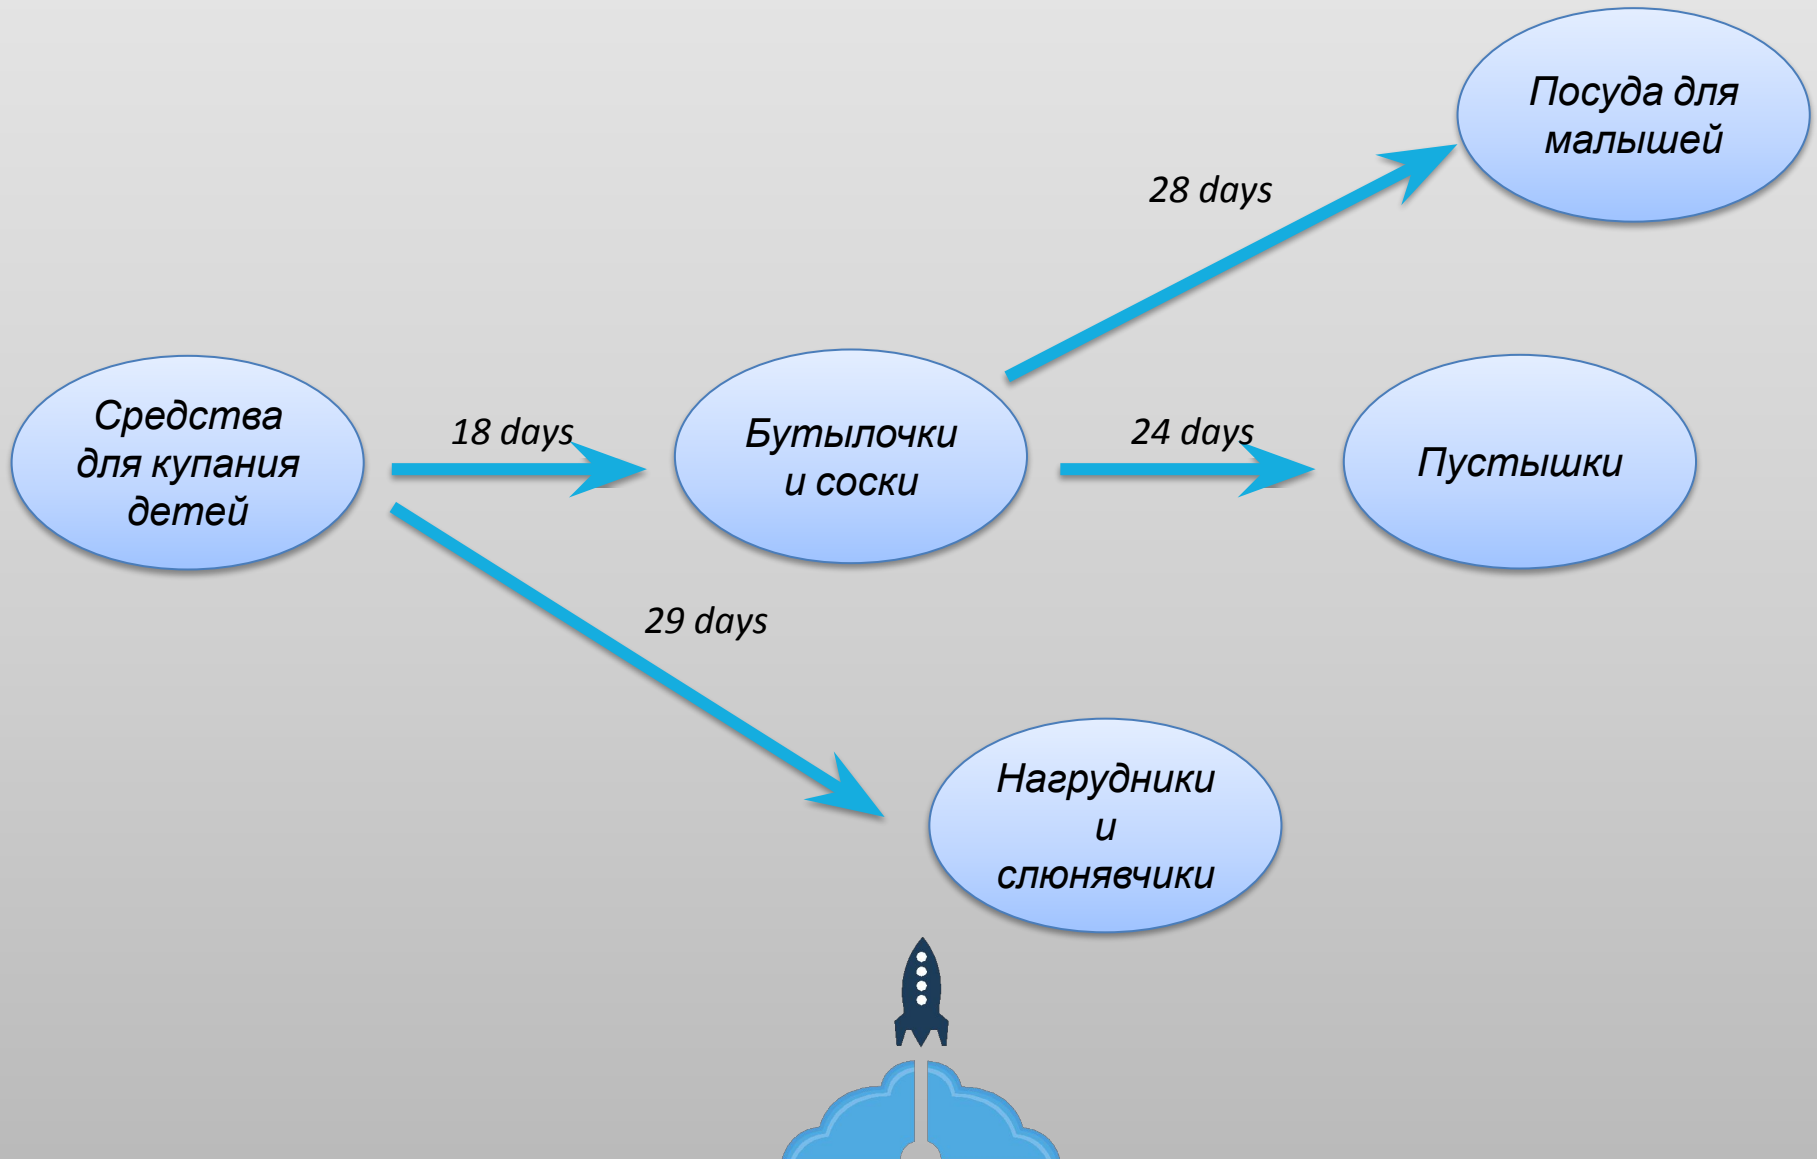 Посуда для
малышей
28 days
Средства
для купания
детей
18 days
Бутылочки
и соски
24 days
Пустышки
29 days
Нагрудники
и
слюнявчики